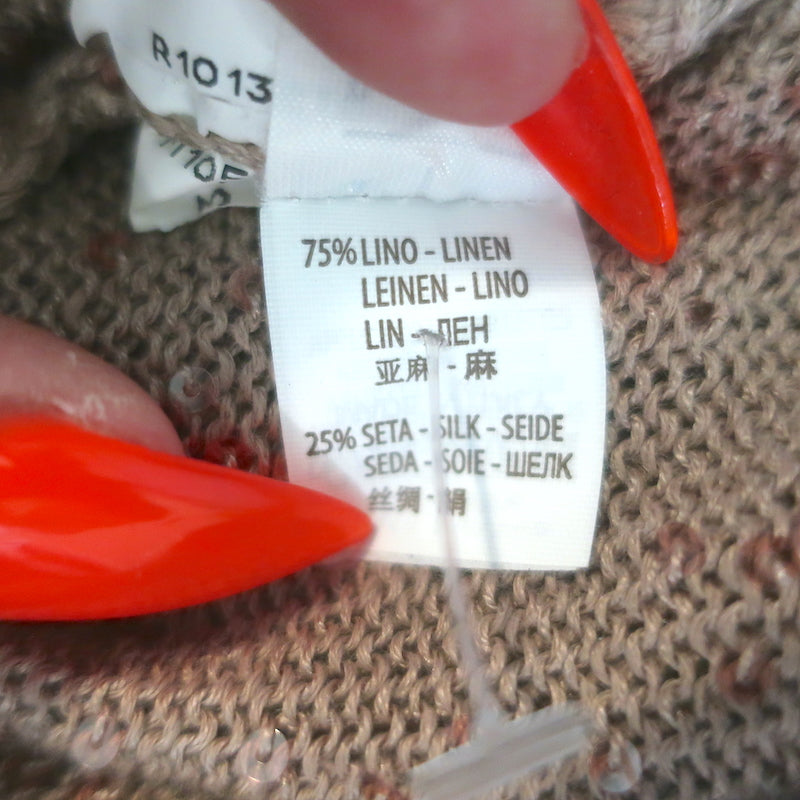 R1013
75% LINO - LINEN
LEINEN - LINO
LIN - ЛЕН
亚麻 - 麻
25% SETA - SILK - SEIDE
SEDA - SOIE - ШЕЛК
丝绸 - 絹